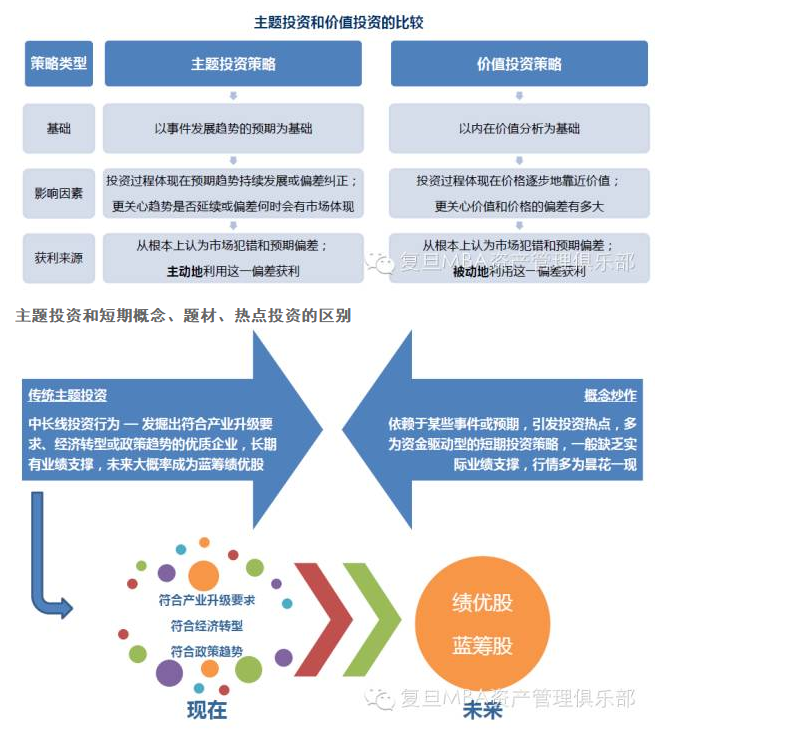 主题投资和价值投资的比较
策略类型
主题投资策略
价值投资策略
基础
以事件发展趋势的预期为基础
以内在价值分析为基础
影响因素
投资过程体现在预期趋势持续发展或偏差纠正；
更关心趋势是否延续或偏差何时会有市场体现
投资过程体现在价格逐步地靠近价值；
更关心价值和价格的偏差有多大
获利来源
从根本上认为市场犯错和预期偏差；
主动地利用这一偏差获利
从根本上认为市场犯错和预期偏差；
被动地利用这一偏差获利
复旦MBA资产管理俱乐部
主题投资和短期概念、题材、热点投资的区别
传统主题投资
中长线投资行为 — 发掘出符合产业升级要
求、经济转型或政策趋势的优质企业，长期
有业绩支撑，未来大概率成为蓝筹绩优股
概念炒作
依赖于某些事件或预期，引发投资热点，多
为资金驱动型的短期投资策略，一般缺乏实
际业绩支撑，行情多为昙花一现
符合产业升级要求
符合经济转型
符合政策趋势
现在
绩优股
蓝筹股
复旦MBA资产管理俱乐部
未来